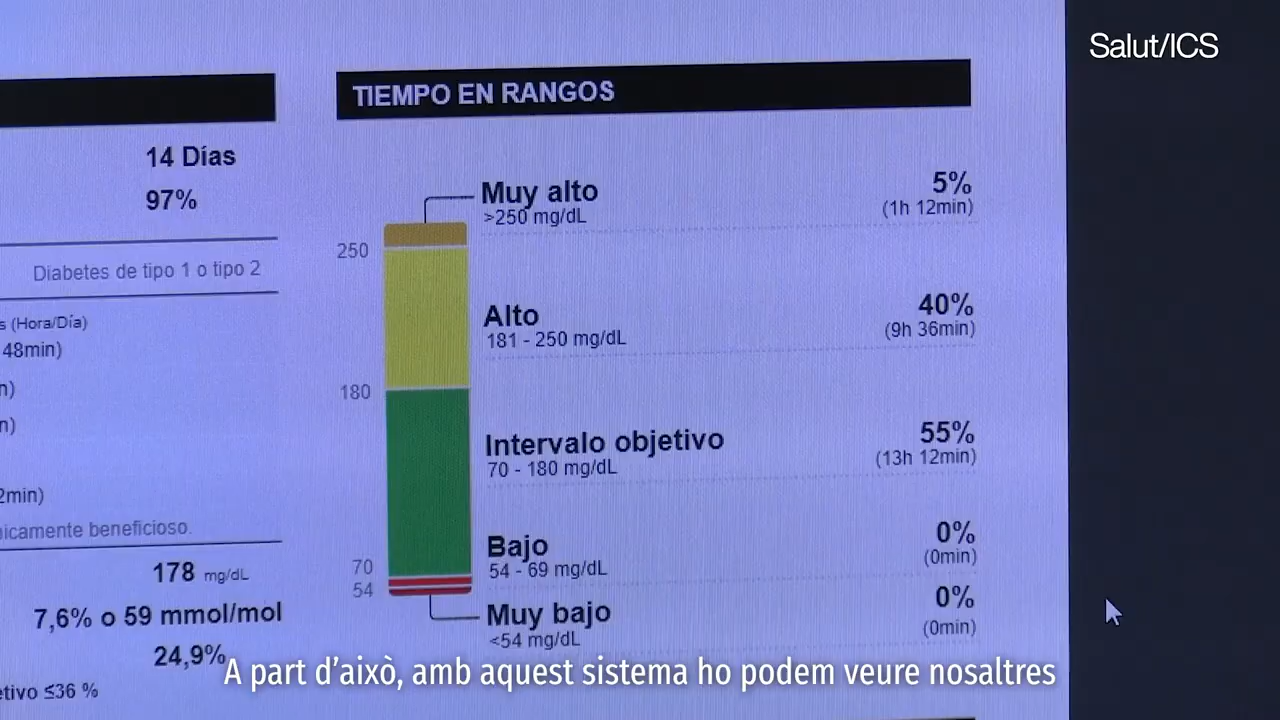 Salut/ICS
14 Días
97%
Diabetes de tipo 1 o tipo 2
(Hora/Día)
48min)
2min)
beneficioso.
178 mg/dL
7,6% o 59 mmol/mol
24,9%
≤36 %
TIEMPO EN RANGOS
Muy alto 5%
>250 mg/dL (1h 12min)
250
Alto 40%
181 - 250 mg/dL (9h 36min)
180
Intervalo objetivo 55%
70 - 180 mg/dL (13h 12min)
Bajo 0%
70
54 - 69 mg/dL (0min)
54
Muy bajo 0%
<54 mg/dL (0min)
A part d'això, amb aquest sistema ho podem veure nosaltres